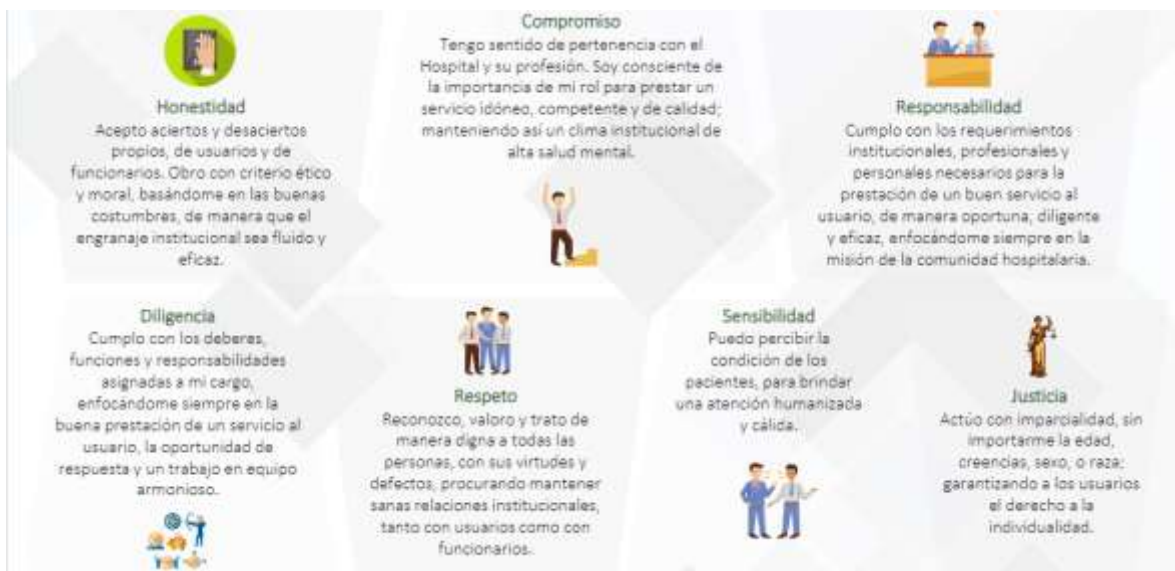 Honestidad
Acepto aciertos y desaciertos
propios, de usuarios y de
funcionarios. Obro con criterio ético
y moral, basándome en las buenas
costumbres, de manera que el
engranaje institucional sea fluido y
eficaz.
Compromiso
Tengo sentido de pertenencia con el
Hospital y su profesión. Soy consciente de
la importancia de mi rol para prestar un
servicio idóneo, competente y de calidad;
manteniendo así un clima institucional de
alta salud mental.
Responsabilidad
Cumplo con los requerimientos
institucionales, profesionales y
personales necesarios para la
prestación de un buen servicio al
usuario, de manera oportuna, diligente
y eficaz, enfocándome siempre en la
misión de la comunidad hospitalaria.
Diligencia
Cumplo con los deberes,
funciones y responsabilidades
asignadas a mi cargo,
enfocándome siempre en la
buena prestación de un servicio al
usuario, la oportunidad de
respuesta y un trabajo en equipo
armonioso.
Respeto
Reconozco, valoro y trato de
manera digna a todas las
personas, con sus virtudes y
defectos, procurando mantener
sanas relaciones institucionales,
tanto con usuarios como con
funcionarios.
Sensibilidad
Puedo percibir la
condición de los
pacientes, para brindar
una atención humanizada
y cálida.
Justicia
Actúo con imparcialidad, sin
importarme la edad,
creencias, sexo, o raza;
garantizando a los usuarios
el derecho a la
individualidad.